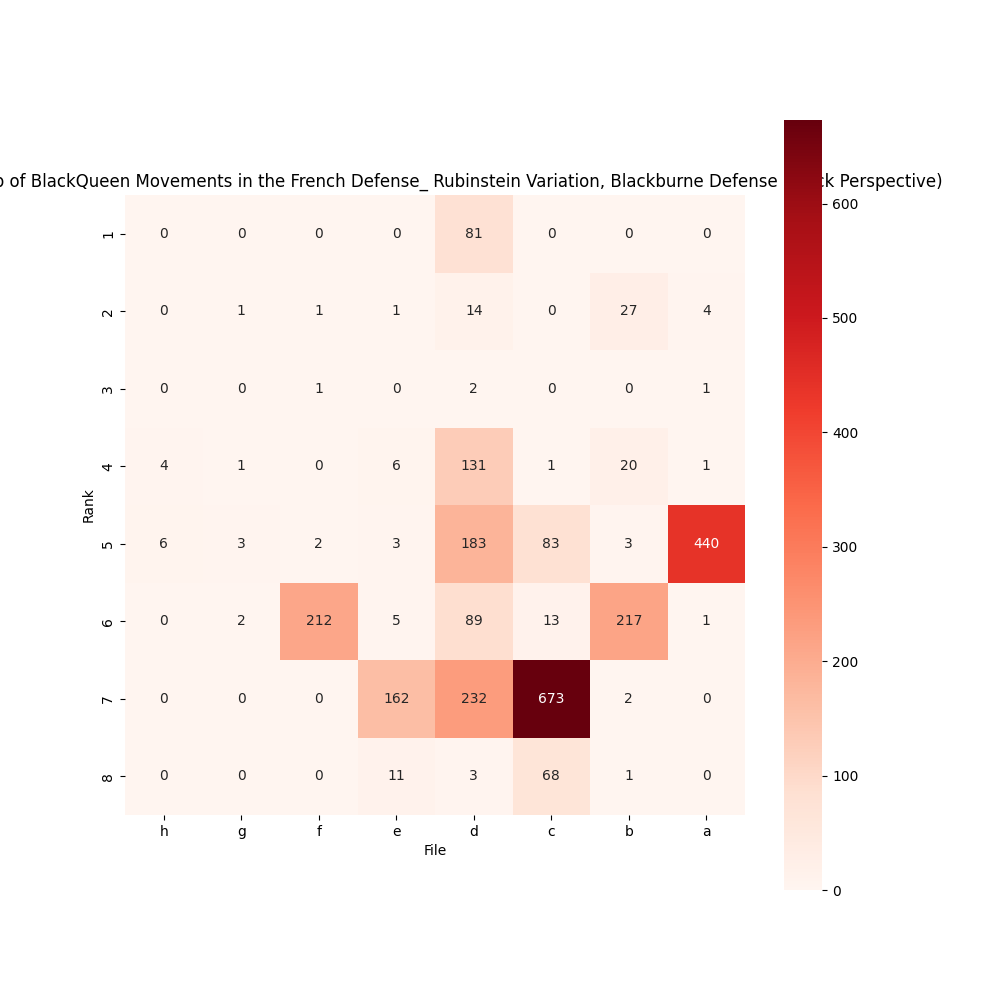 of BlackQueen Movements in the French Defense_ Rubinstein Variation, Blackburne Defense Perspective)
1 0 0 0 0 81 0 0 0
2 0 1 1 1 14 0 27 4
3 0 0 1 0 2 0 0 1
4 4 1 0 6 131 1 20 1
5 6 3 2 3 183 83 3 440
6 0 2 212 5 89 13 217 1
7 0 0 0 162 232 673 2 0
8 0 0 0 11 3 68 1 0
h g f e d c b a
File
Rank
600
500
400
300
200
100
0